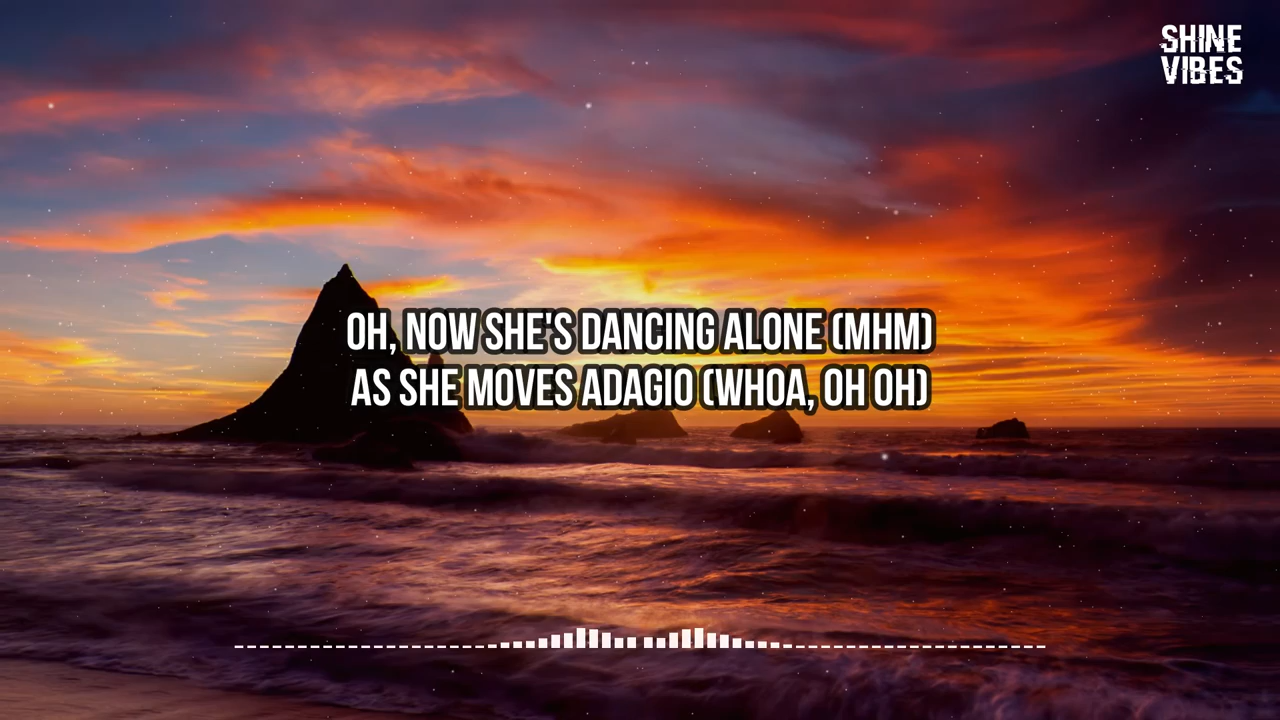 SHINE
VIBES
OH, NOW SHE'S DANCING ALONE (MHM)
AS SHE MOVES ADAGIO (WHOA, OH OH)